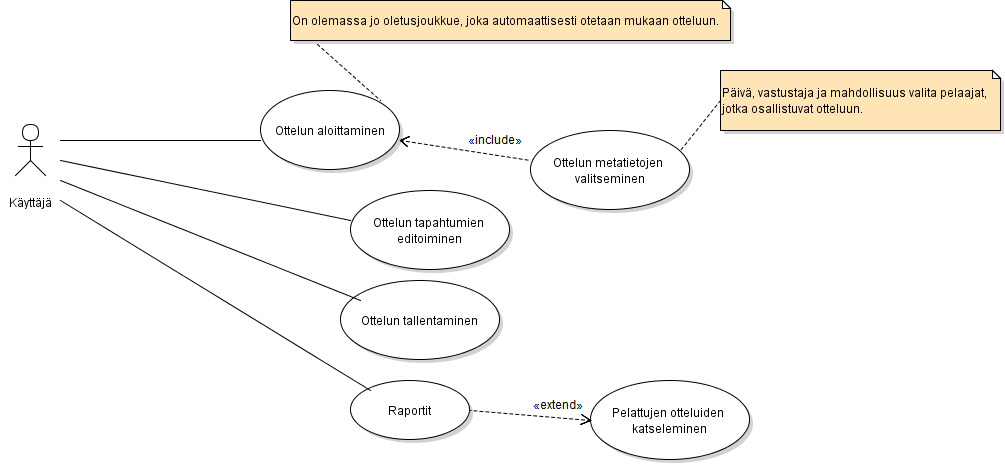 On olemassa jo oletusjoukkue, joka automaattisesti otetaan mukaan otteluun.
Päivä, vastustaja ja mahdollisuus valita pelaajat,
jotka osallistuvat otteluun.
Ottelun aloittaminen
«include»
Ottelun metatietojen
valitseminen
Käyttäjä
Ottelun tapahtumien
editoiminen
Ottelun tallentaminen
Raportit
«extend»
Pelattujen otteluiden
katseleminen